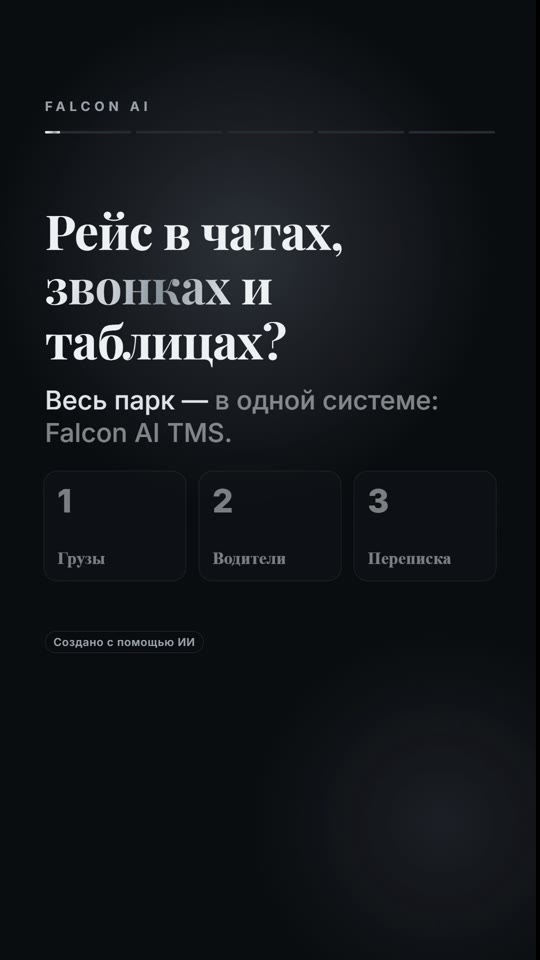 FALCON AI
Рейс в чатах,
звонках и
таблицах?
Весь парк — в одной системе:
Falcon AI TMS.
1
2
3
Грузы
Водители
Переписка
Создано с помощью ИИ